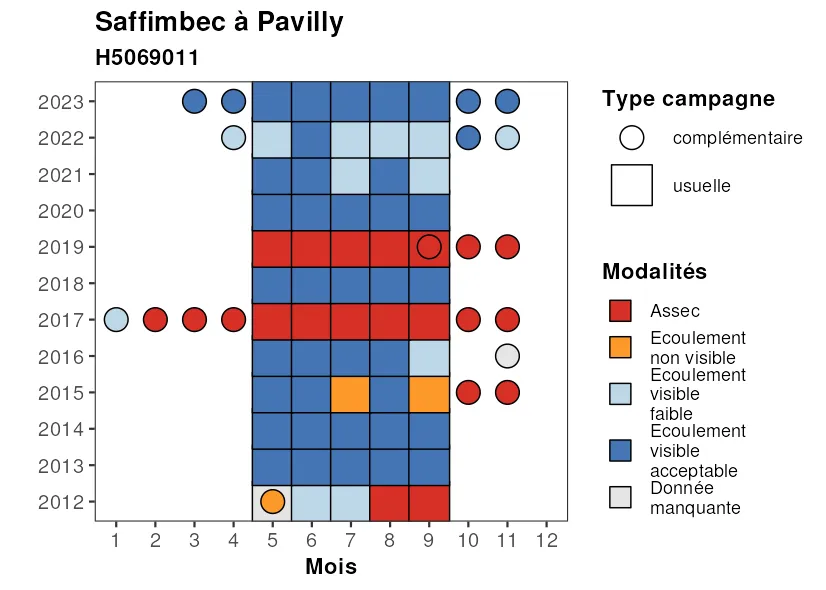 Saffimbec à Pavilly
H5069011
2023
2022
2021
2020
2019
2018
2017
2016
2015
2014
2013
2012
1 2 3 4 5 6 7 8 9 10 11 12
Mois
Type campagne
complémentaire
usuelle
Modalités
Assec
Ecoulement
non visible
Ecoulement
visible
faible
Ecoulement
visible
acceptable
Donnée
manquante